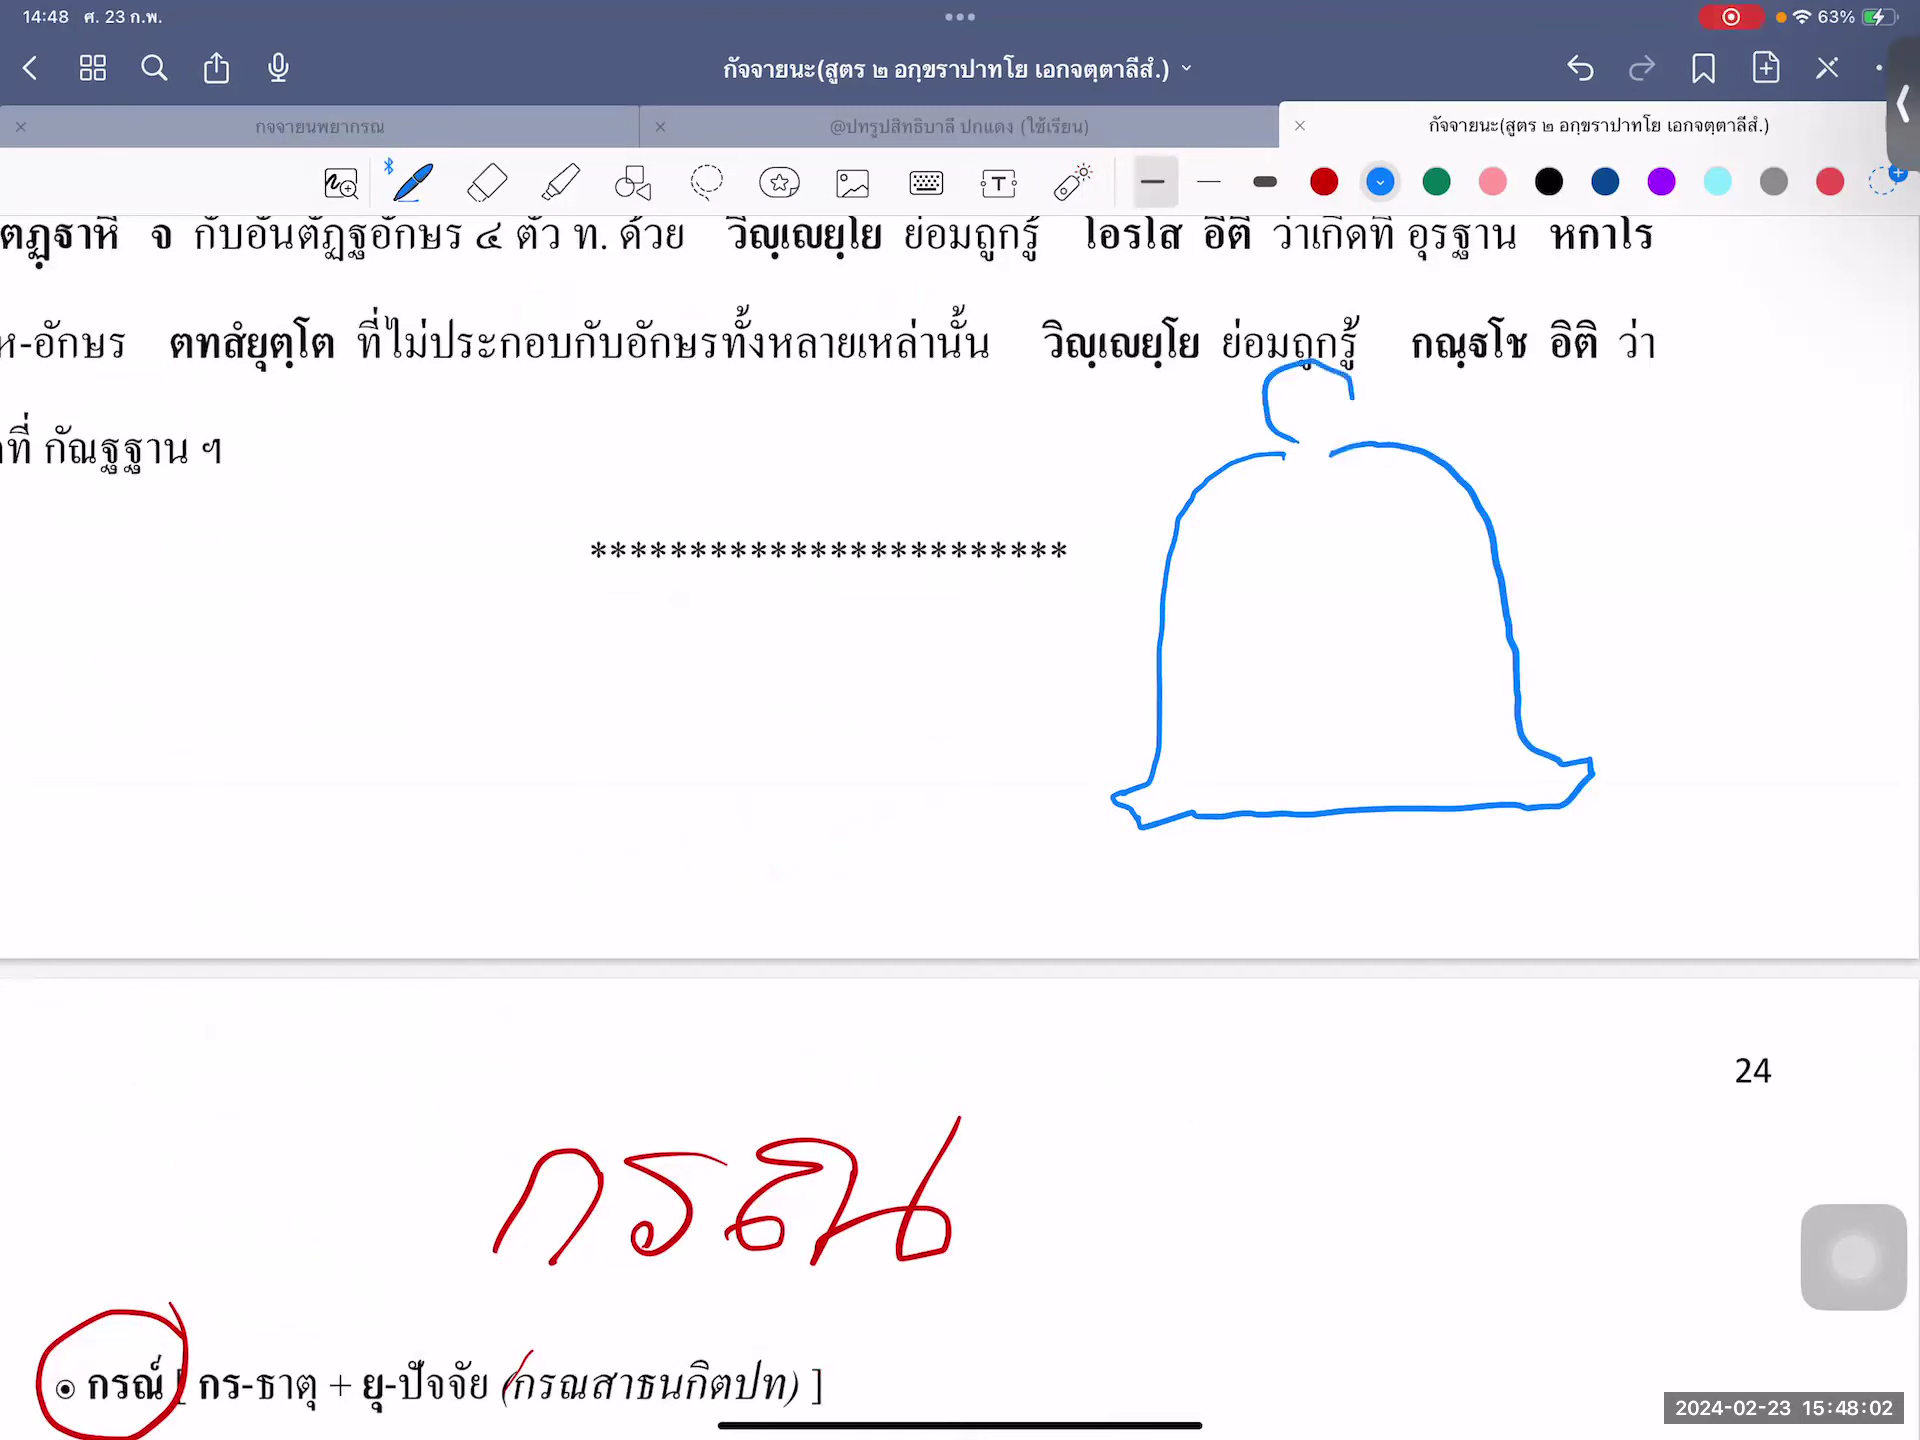 14:48 ศ. 23 ก.พ.
63%
กัจจายนะ(สูตร ๒ อกฺขราปาทโย เอกจตฺตาลีสํ.)
กจจายนพยากรณ
@ปทรูปสิทธิบาลี ปกแดง (ใช้เรียน)
กัจจายนะ(สูตร ๒ อกฺขราปาทโย เอกจตฺตาลีสํ.)
จ กับอันตัฏฐอักษร ๔ ตัว ท. ด้วย วิญฺเญยฺโย ย่อมถูกรู้ โอรโส อิติ ว่าเกิดที่ อุรฐาน หกาโร
ห-อักษร ตทสํยุตฺโต ที่ไม่ประกอบกับอักษรทั้งหลายเหล่านั้น วิญฺเญยฺโย ย่อมถูกรู้ กณฺฐโช อิติ ว่า
ที่ กัณฐฐาน ฯ
************************
24
⊙ กรณ์ [ กร-ธาตุ + ยุ-ปัจจัย (กรณสาธนกิตปท) ]
2024-02-23 15:48:02